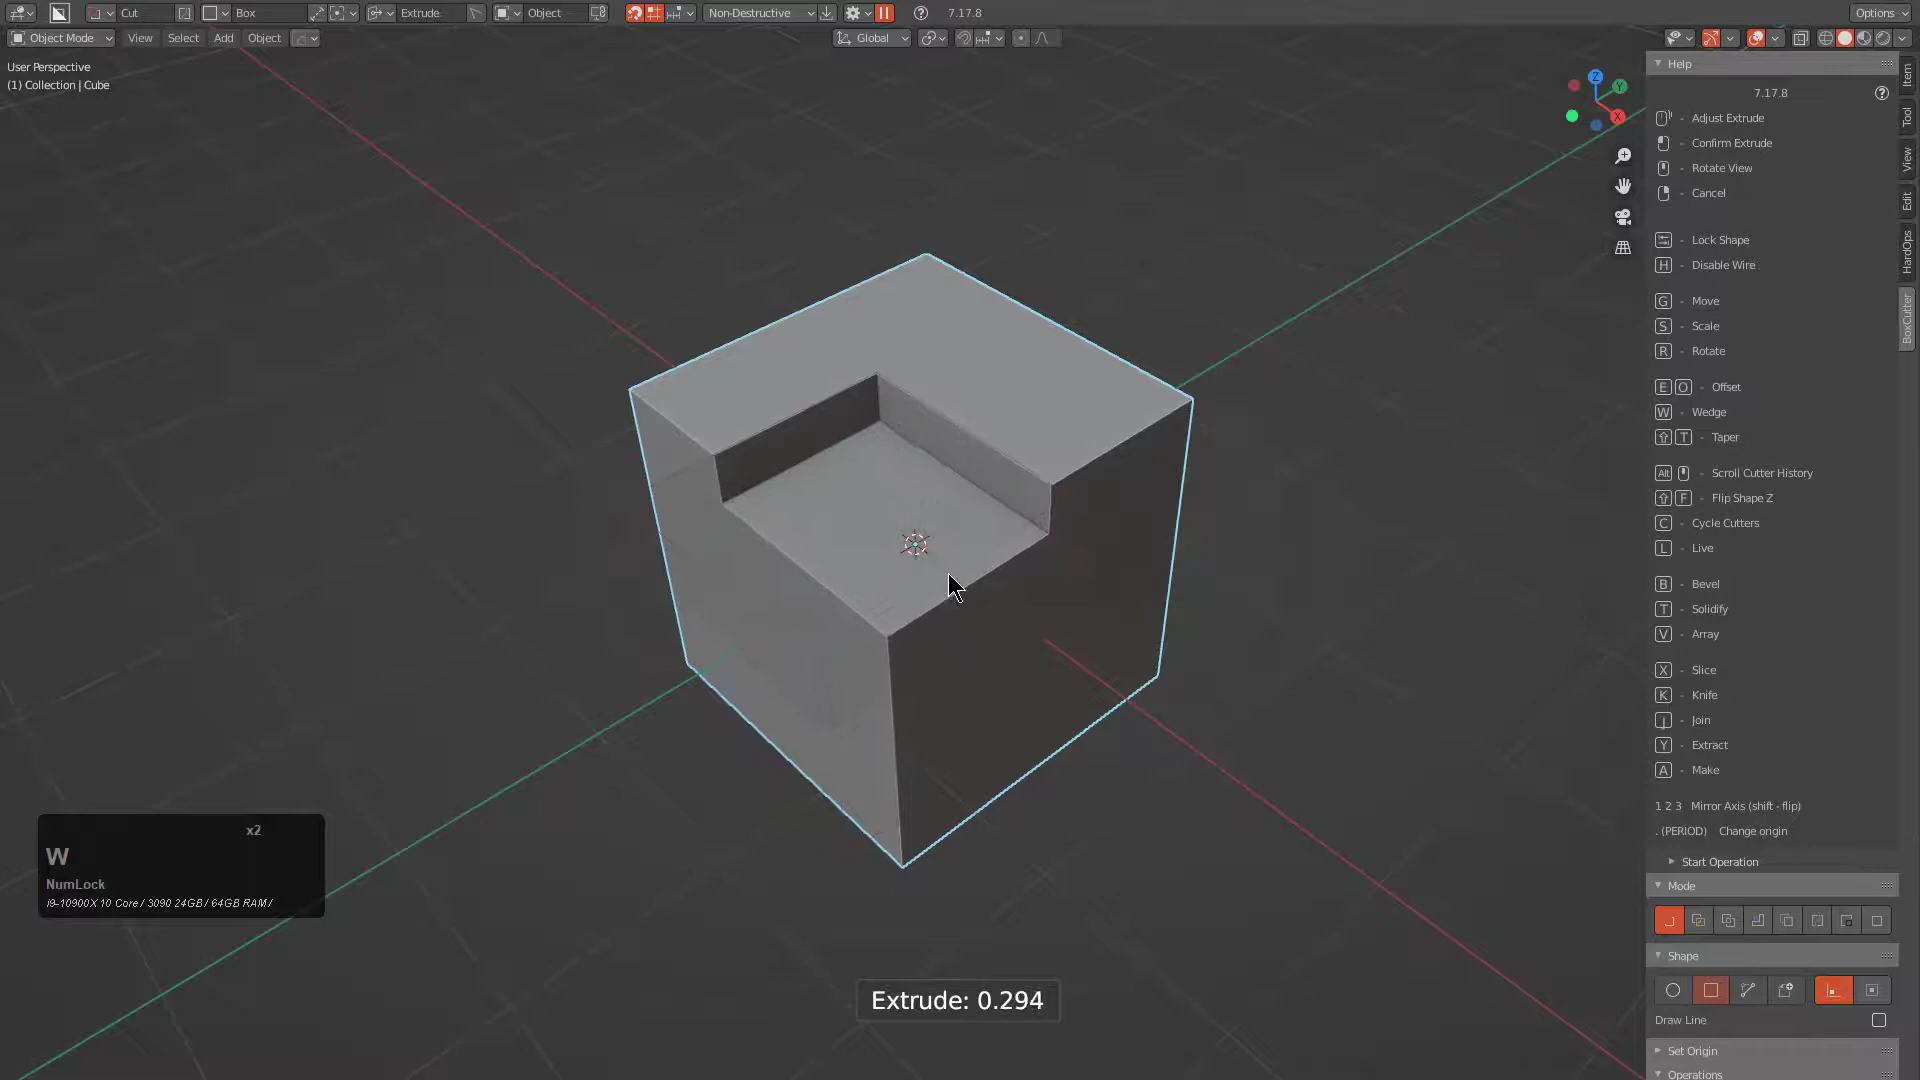 Cut Box Extrude Object Non-Destructive 7.17.8 Options
Object Mode View Select Add Object Global
User Perspective
(1) Collection | Cube
Z
Y
X
Help
7.17.8
Adjust Extrude
Confirm Extrude
Rotate View
Cancel
Lock Shape
H - Disable Wire
G - Move
S - Scale
R - Rotate
E O - Offset
W - Wedge
T - Taper
Alt - Scroll Cutter History
F - Flip Shape Z
C - Cycle Cutters
L - Live
B - Bevel
T - Solidify
V - Array
X - Slice
K - Knife
J - Join
Y - Extract
A - Make
1 2 3 Mirror Axis (shift - flip)
. (PERIOD) Change origin
Start Operation
Mode
Shape
Draw Line
Set Origin
Operations
Item
Tool
View
Edit
HardOps
BoxCutter
x2
W
NumLock
i9-10900X 10 Core / 3090 24GB / 64GB RAM /
Extrude: 0.294